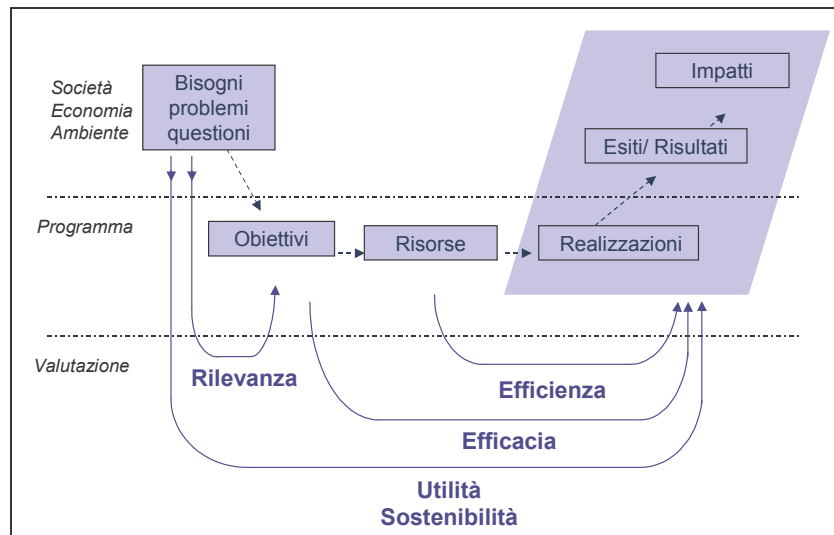 Società
Economia
Ambiente
Bisogni
problemi
questioni
Impatti
Esiti/ Risultati
Programma
Obiettivi
Risorse
Realizzazioni
Valutazione
Rilevanza
Efficienza
Efficacia
Utilità
Sostenibilità